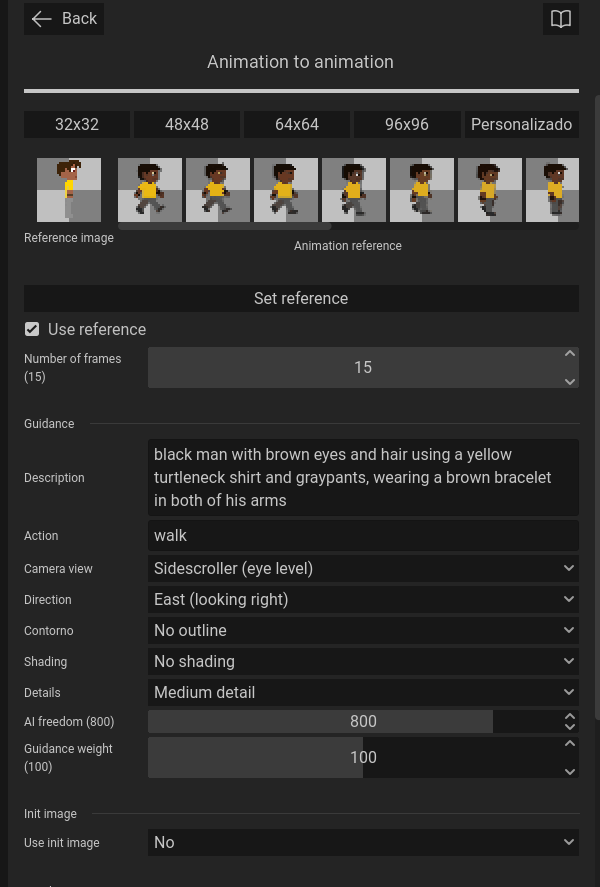 Back
Animation to animation
32x32
48x48
64x64
96x96
Personalizado
Reference image
Animation reference
Set reference
Use reference
Number of frames
(15)
15
Guidance
Description
black man with brown eyes and hair using a yellow
turtleneck shirt and graypants, wearing a brown bracelet
in both of his arms
Action
walk
Camera view
Sidescroller (eye level)
Direction
East (looking right)
Contorno
No outline
Shading
No shading
Details
Medium detail
AI freedom (800)
800
Guidance weight
(100)
100
Init image
Use init image
No